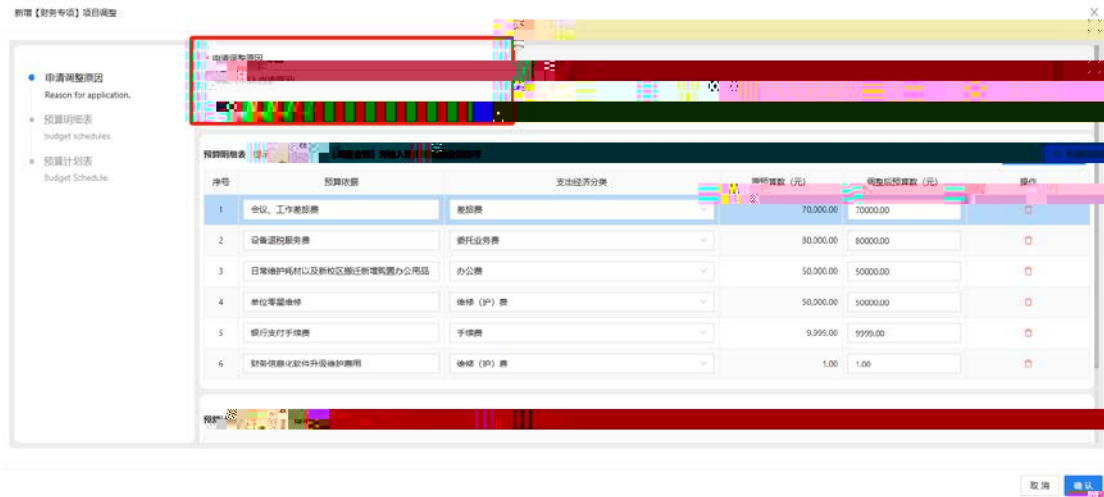 新增【财务专项】项目调整
申请调整原因
Reason for application.
预算明细表
budget schedules.
预算计划表
Budget Schedule.
申请调整原因
预算明细表
序号 预算依据 支出经济分类 原预算数（元） 调整后预算数（元） 操作
1 会议、工作差旅费 差旅费 70,000.00 70000.00
2 设备退税服务费 委托业务费 80,000.00 80000.00
3 日常维护耗材以及新校区搬迁新增购置办公用品 办公费 50,000.00 50000.00
4 单位零星维修 维修（护）费 50,000.00 50000.00
5 银行支付手续费 手续费 9,999.00 9999.00
6 财务信息化软件升级维护费用 维修（护）费 1.00 1.00
取消 确认